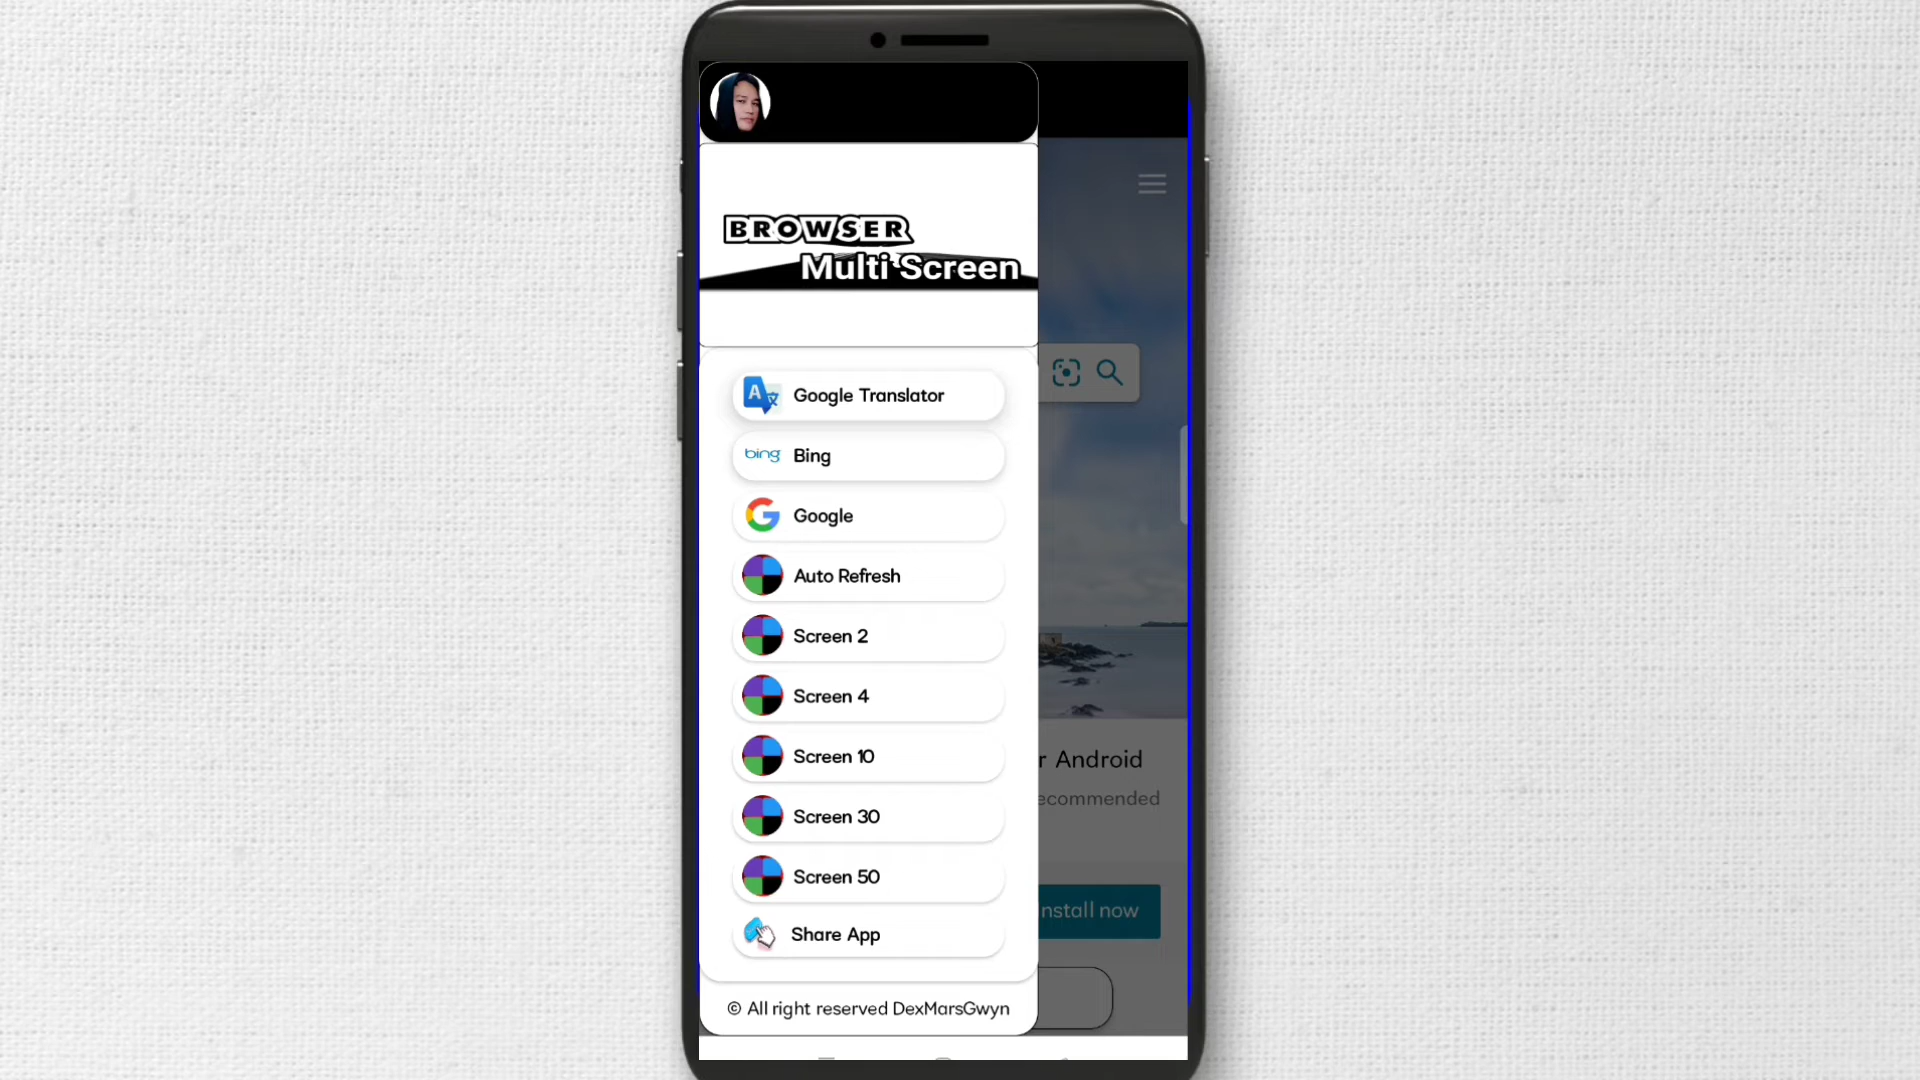 BROWSER
Multi Screen
Google Translator
bing Bing
Google
Auto Refresh
Screen 2
Screen 4
Screen 10
Screen 30
Screen 50
Share App
© All right reserved DexMarsGwyn
r Android
ecommended
nstall now